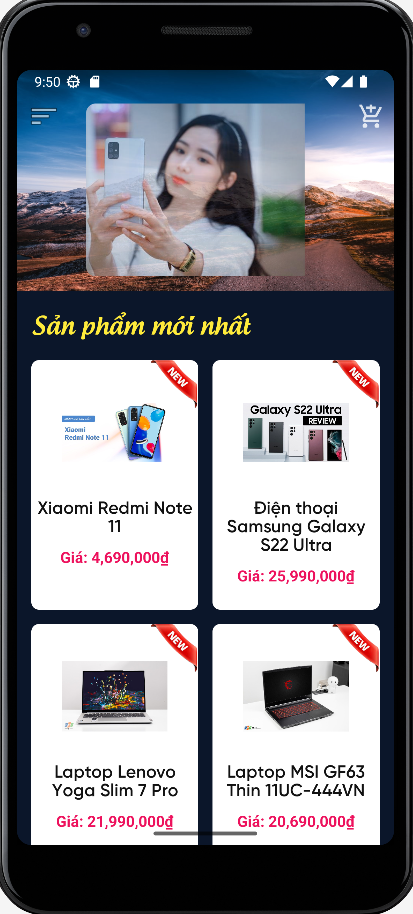 9:50
Sản phẩm mới nhất
NEW
Xiaomi
Redmi Note 11
Xiaomi Redmi Note
11
Giá: 4,690,000₫
NEW
Galaxy S22 Ultra
REVIEW
Điện thoại
Samsung Galaxy
S22 Ultra
Giá: 25,990,000₫
NEW
Laptop Lenovo
Yoga Slim 7 Pro
Giá: 21,990,000₫
NEW
Laptop MSI GF63
Thin 11UC-444VN
Giá: 20,690,000₫